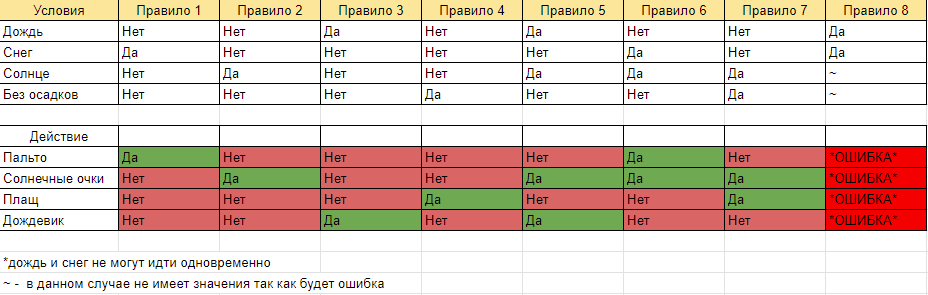 Условия Правило 1 Правило 2 Правило 3 Правило 4 Правило 5 Правило 6 Правило 7 Правило 8
Дождь Нет Нет Да Нет Да Нет Нет Да
Снег Да Нет Нет Нет Нет Да Нет Да
Солнце Нет Да Нет Нет Да Да Да ~
Без осадков Нет Нет Нет Да Нет Нет Да ~
Действие
Пальто Да Нет Нет Нет Нет Да Нет *ОШИБКА*
Солнечные очки Нет Да Нет Нет Да Да Да *ОШИБКА*
Плащ Нет Нет Нет Да Нет Нет Да *ОШИБКА*
Дождевик Нет Нет Да Нет Да Нет Нет *ОШИБКА*
*дождь и снег не могут идти одновременно
~ - в данном случае не имеет значения так как будет ошибка